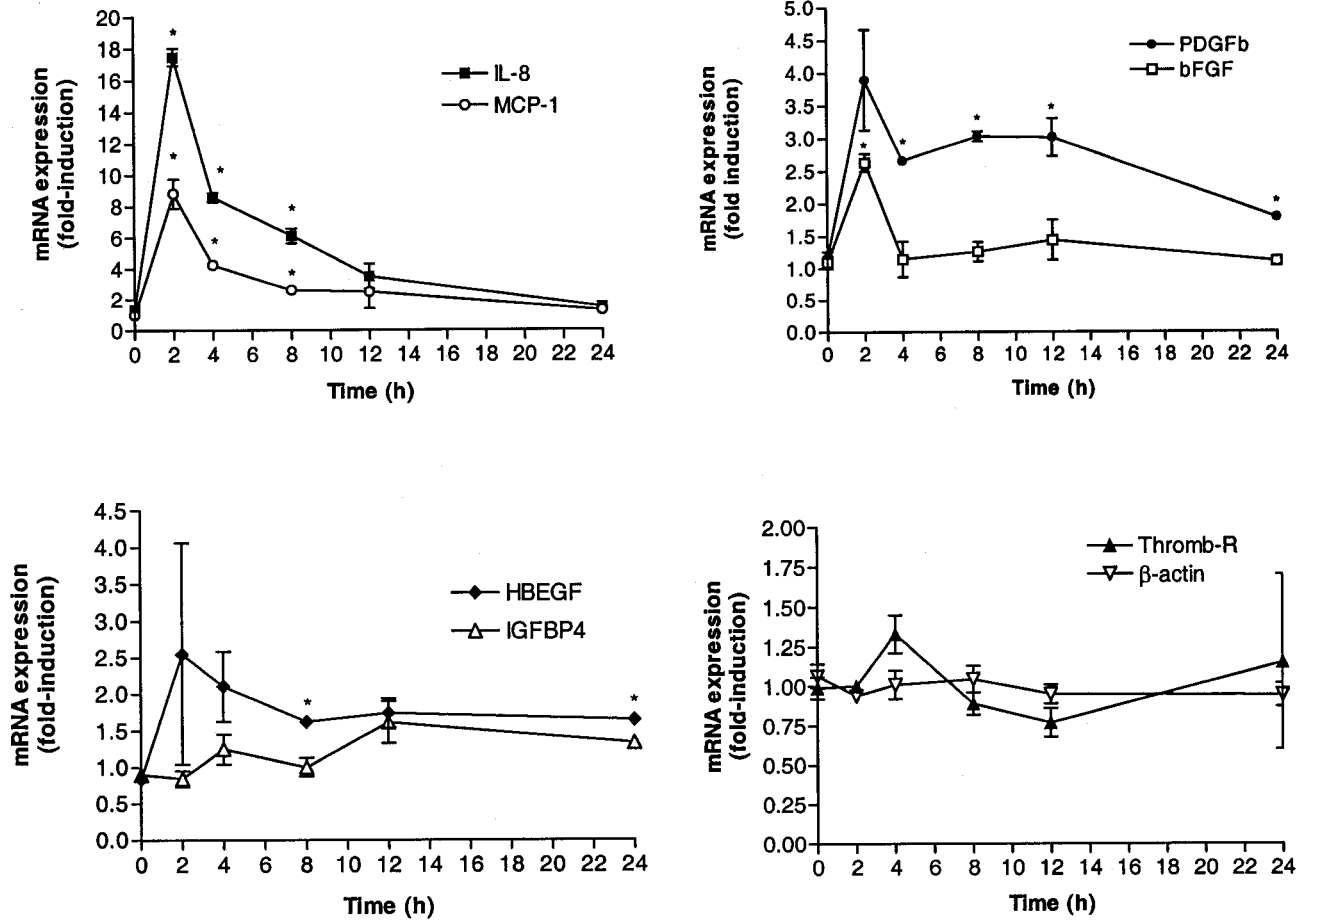 mRNA expression
(fold-induction)
20
18
16
14
12
10
8
6
4
2
0
*
*
*
*
*
*
IL-8
MCP-1
0 2 4 6 8 10 12 14 16 18 20 22 24
Time (h)
mRNA expression
(fold induction)
5.0
4.5
4.0
3.5
3.0
2.5
2.0
1.5
1.0
0.5
0.0
*
*
*
*
*
PDGFb
bFGF
0 2 4 6 8 10 12 14 16 18 20 22 24
Time (h)
mRNA expression
(fold-induction)
4.5
4.0
3.5
3.0
2.5
2.0
1.5
1.0
0.5
0.0
*
*
HBEGF
IGFBP4
0 2 4 6 8 10 12 14 16 18 20 22 24
Time (h)
mRNA expression
(fold-induction)
2.00
1.75
1.50
1.25
1.00
0.75
0.50
0.25
0.00
Thromb-R
β-actin
0 2 4 6 8 10 12 14 16 18 20 22 24
Time (h)